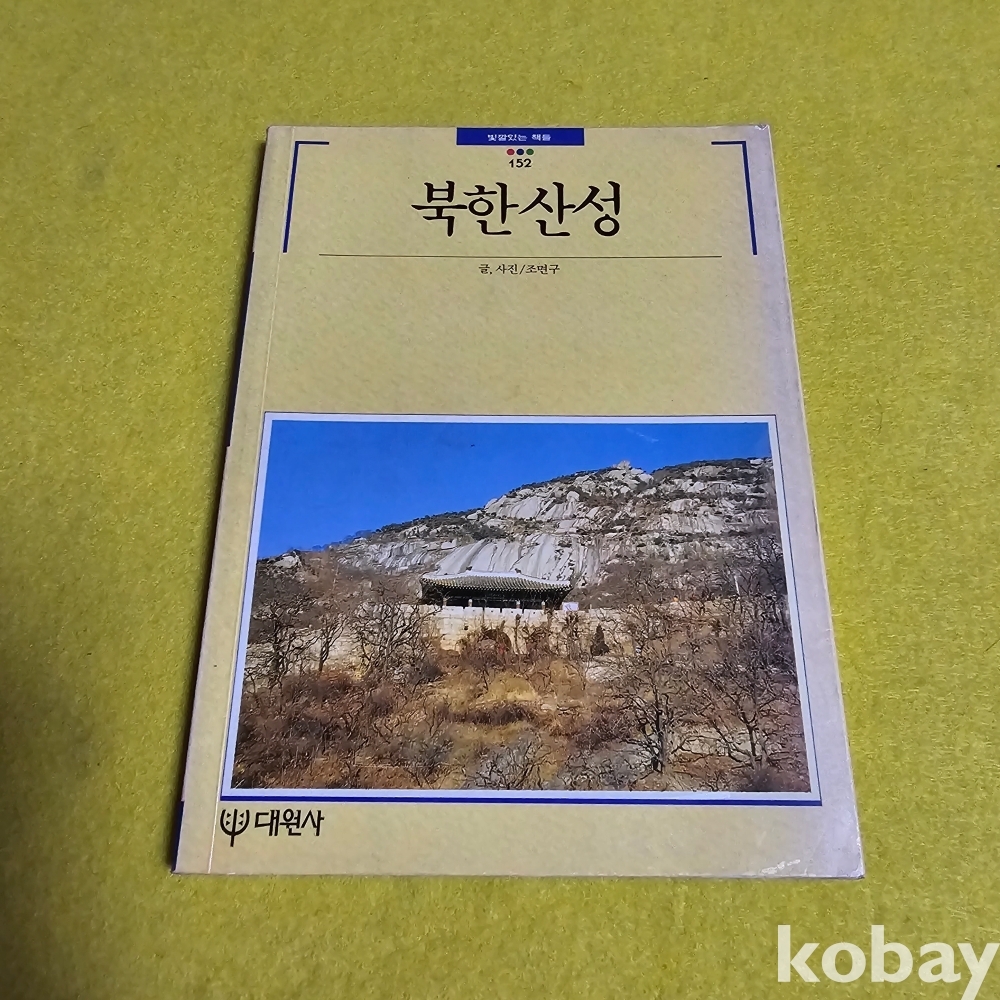 빛깔있는 책들
152
북한산성
글, 사진/조면구
대원사
kobay